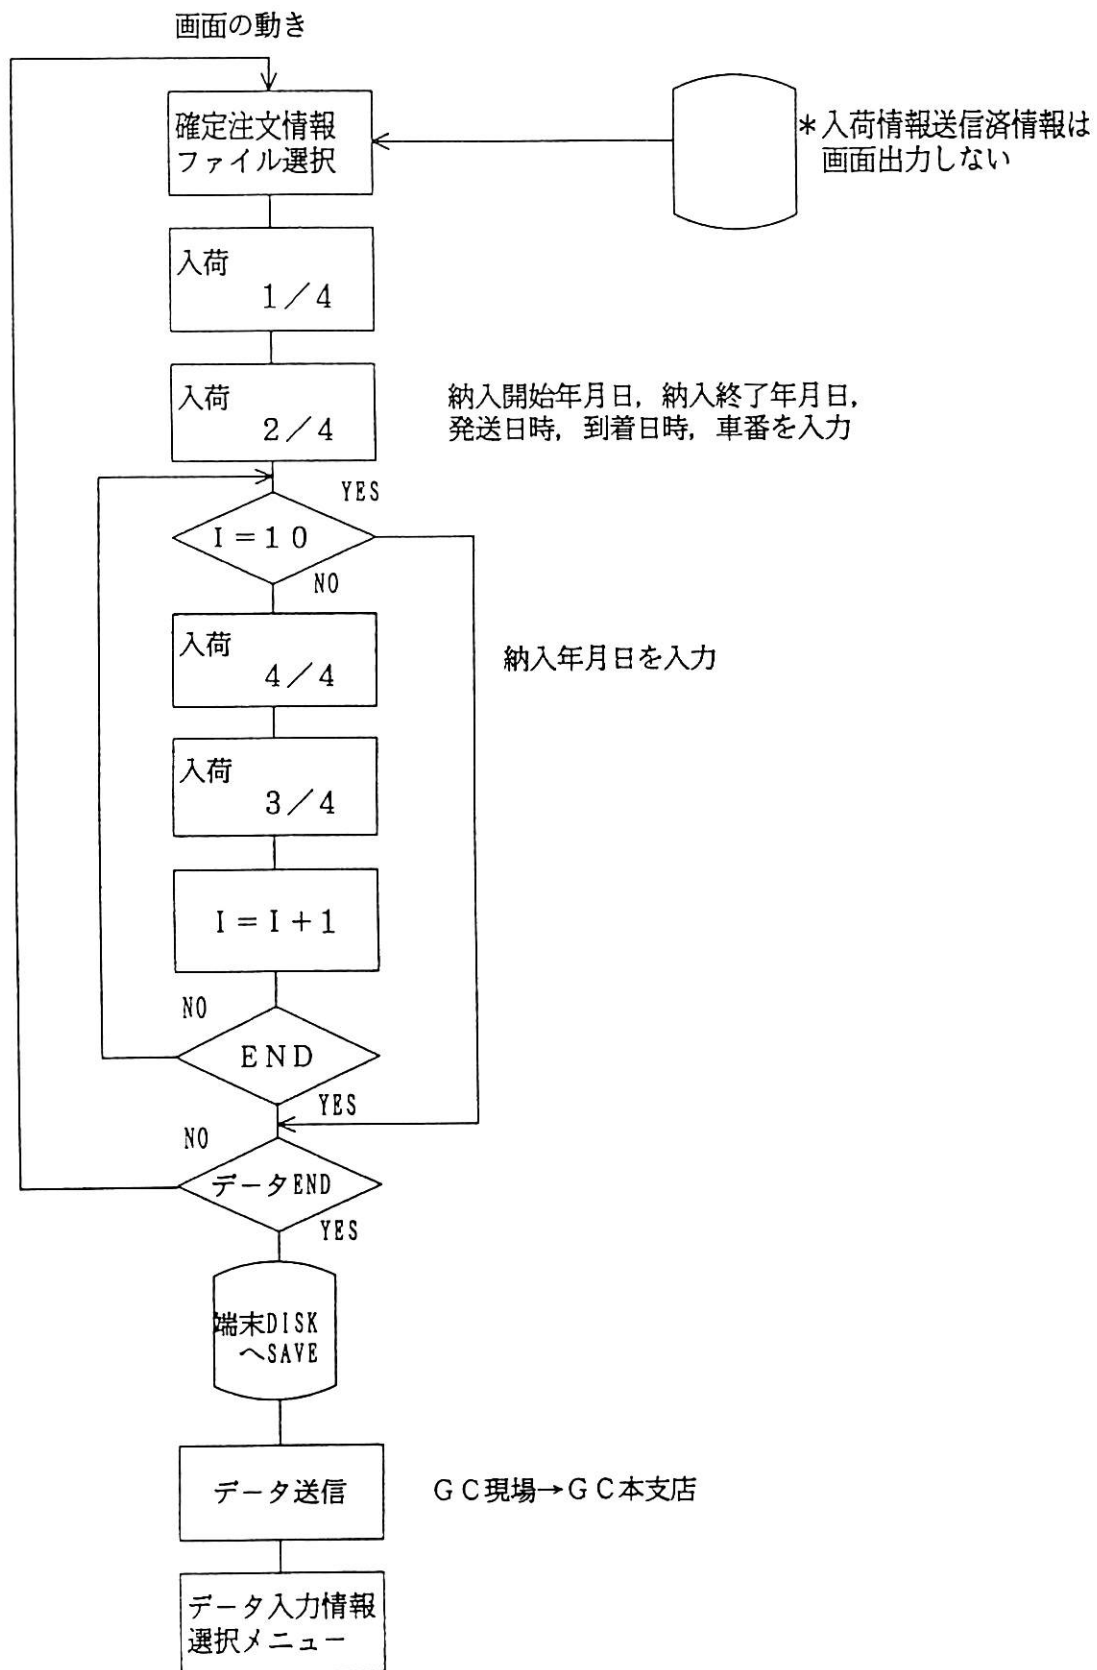 画面の動き
確定注文情報
ファイル選択
＊入荷情報送信済情報は
画面出力しない
入荷
１／４
入荷
２／４
納入開始年月日，納入終了年月日，
発送日時，到着日時，車番を入力
YES
Ｉ＝１０
NO
入荷
４／４
納入年月日を入力
入荷
３／４
Ｉ＝Ｉ＋１
NO
ＥＮＤ
YES
NO
データEND
YES
端末DISK
へSAVE
データ送信
ＧＣ現場→ＧＣ本支店
データ入力情報
選択メニュー